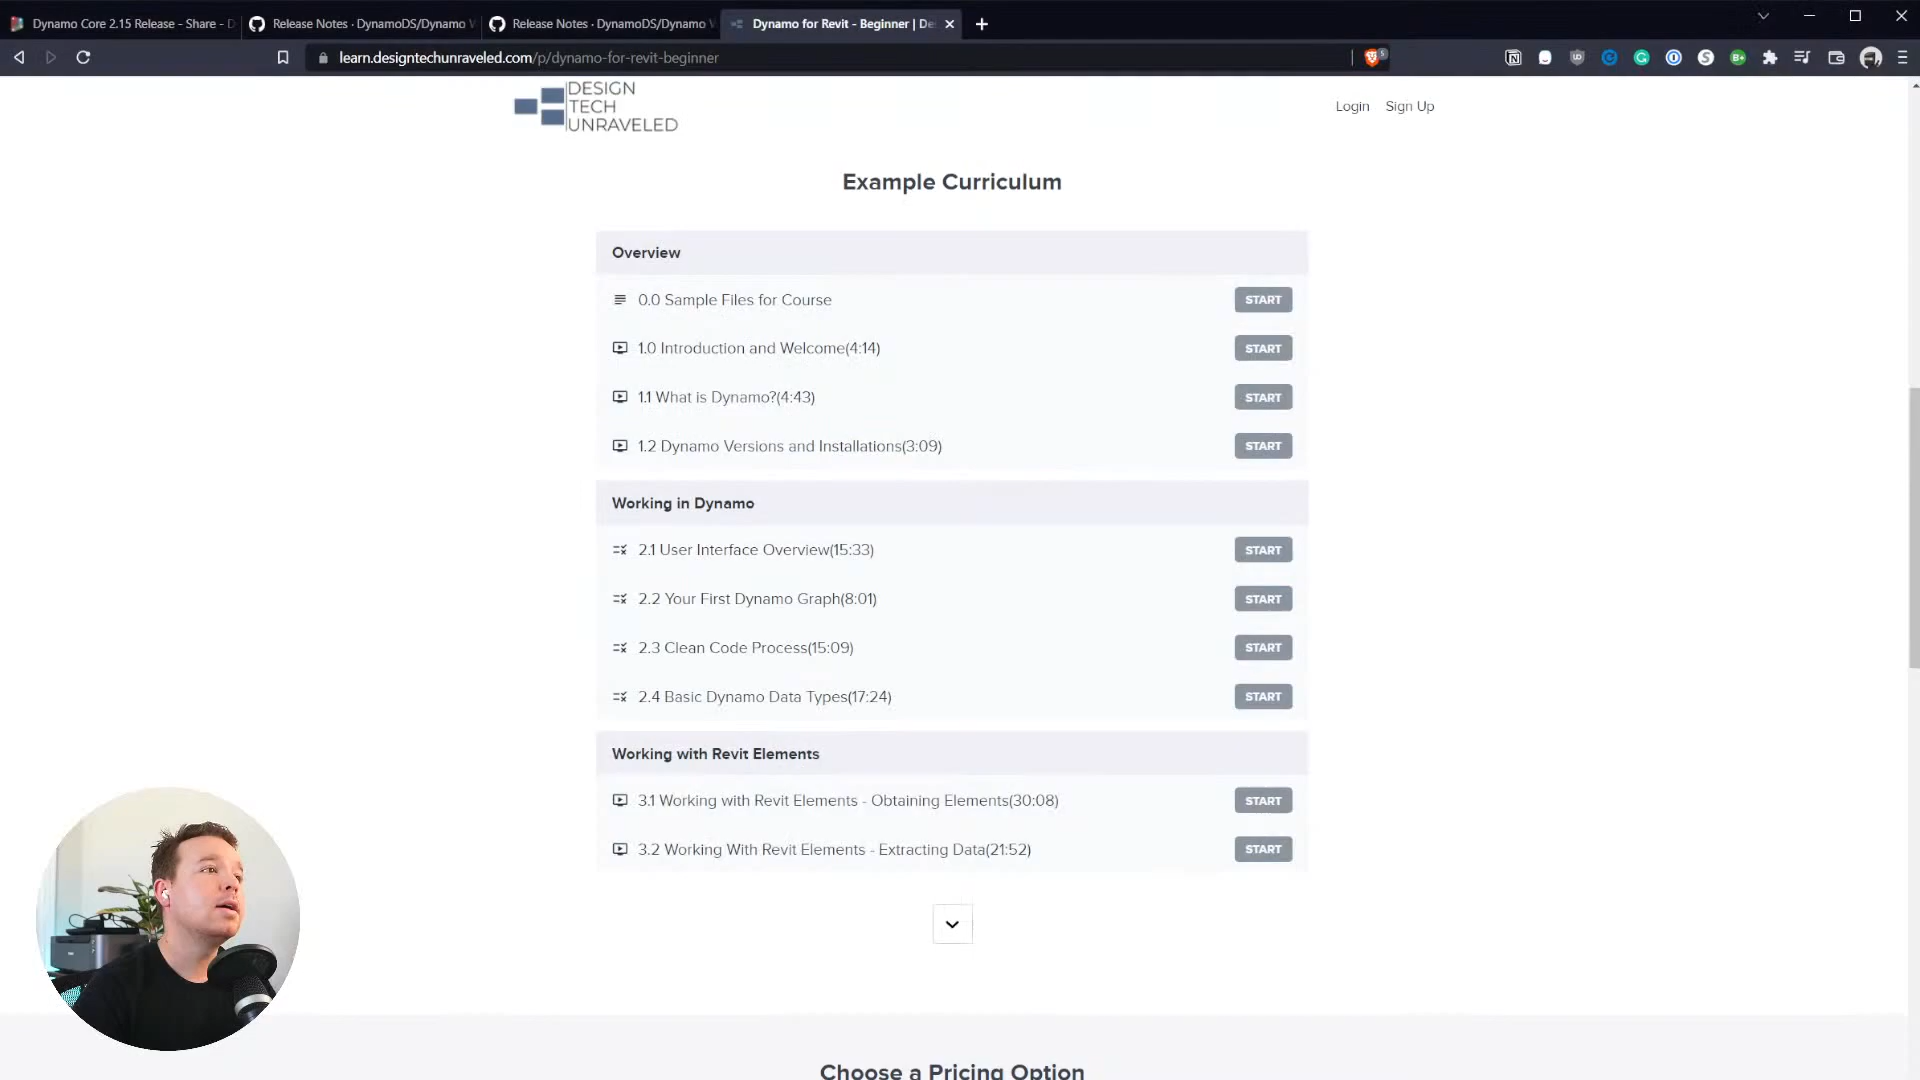 Dynamo Core 2.15 Release - Share - D
Release Notes · DynamoDS/Dynamo W
Release Notes · DynamoDS/Dynamo W
Dynamo for Revit - Beginner | De
learn.designtechunraveled.com/p/dynamo-for-revit-beginner
DESIGN
TECH
UNRAVELED
Login
Sign Up
Example Curriculum
Overview
0.0 Sample Files for Course
START
1.0 Introduction and Welcome(4:14)
START
1.1 What is Dynamo?(4:43)
START
1.2 Dynamo Versions and Installations(3:09)
START
Working in Dynamo
2.1 User Interface Overview(15:33)
START
2.2 Your First Dynamo Graph(8:01)
START
2.3 Clean Code Process(15:09)
START
2.4 Basic Dynamo Data Types(17:24)
START
Working with Revit Elements
3.1 Working with Revit Elements - Obtaining Elements(30:08)
START
3.2 Working With Revit Elements - Extracting Data(21:52)
START
Choose a Pricing Option